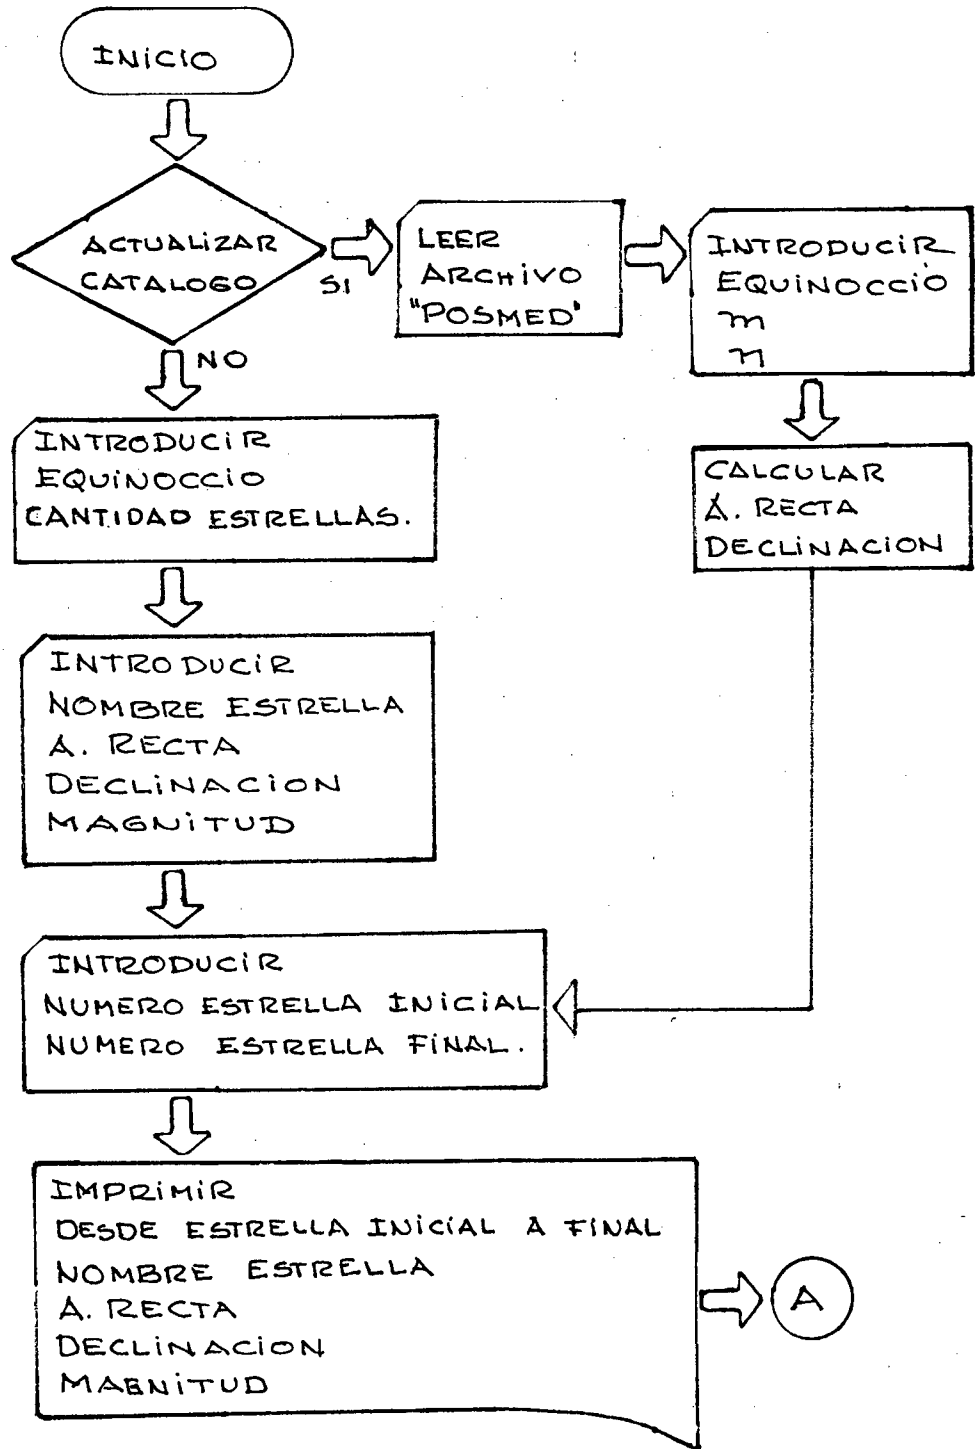 INICIO
ACTUALIZAR
CATALOGO
SI
LEER
ARCHIVO
"POSMED"
INTRODUCIR
EQUINOCCIO
m
n
NO
INTRODUCIR
EQUINOCCIO
CANTIDAD ESTRELLAS.
CALCULAR
A. RECTA
DECLINACION
INTRODUCIR
NOMBRE ESTRELLA
A. RECTA
DECLINACION
MAGNITUD
INTRODUCIR
NUMERO ESTRELLA INICIAL
NUMERO ESTRELLA FINAL.
IMPRIMIR
DESDE ESTRELLA INICIAL A FINAL
NOMBRE ESTRELLA
A. RECTA
DECLINACION
MAGNITUD
A